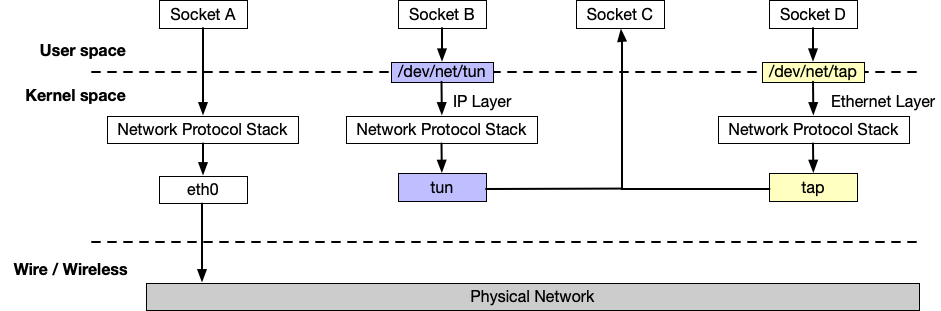 Socket A
Socket B
Socket C
Socket D
User space
/dev/net/tun
/dev/net/tap
Kernel space
IP Layer
Ethernet Layer
Network Protocol Stack
Network Protocol Stack
Network Protocol Stack
eth0
tun
tap
Wire / Wireless
Physical Network